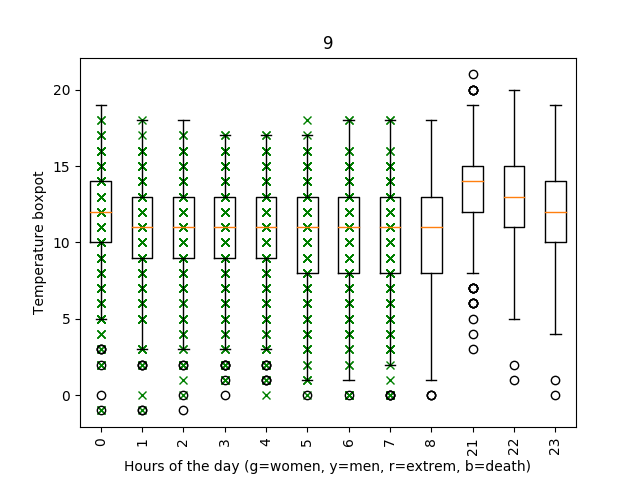 9
Temperature boxpot
20
15
10
5
0
0 1 2 3 4 5 6 7 8 21 22 23
Hours of the day (g=women, y=men, r=extrem, b=death)